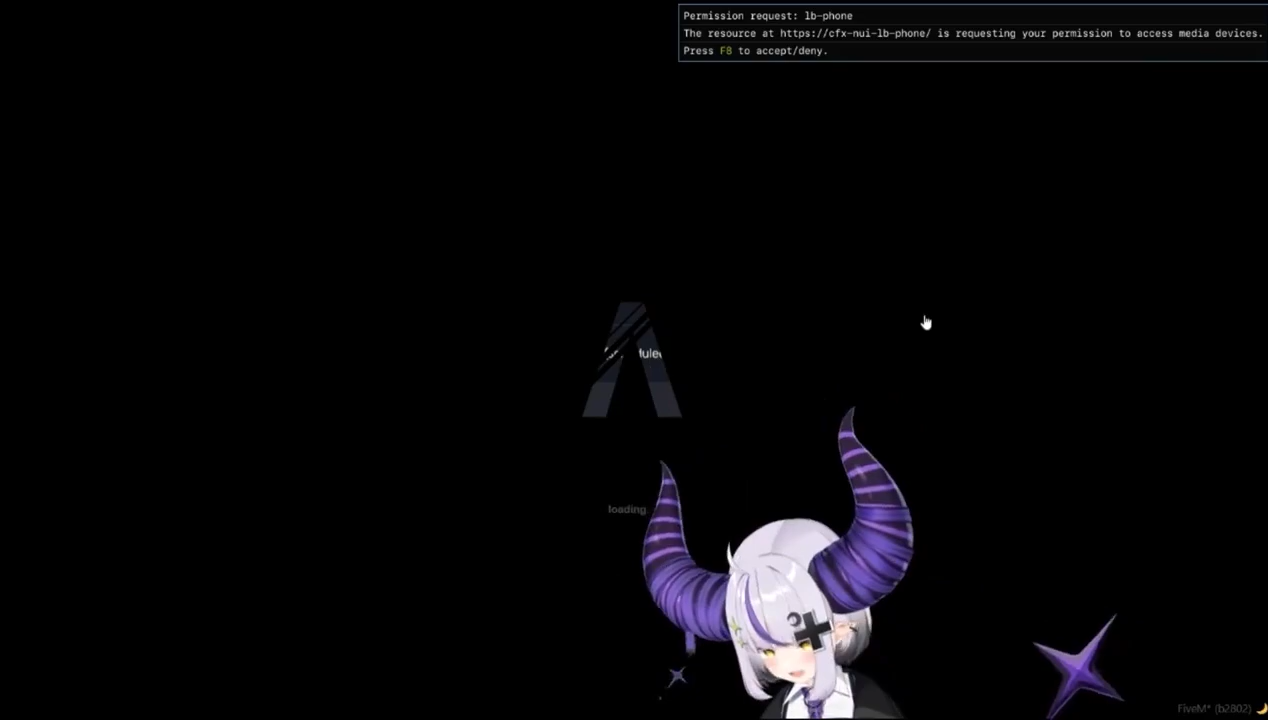 Permission request: lb-phone
The resource at https://cfx-nui-lb-phone/ is requesting your permission to access media devices.
Press F8 to accept/deny.
loading
FiveM* (b2802)